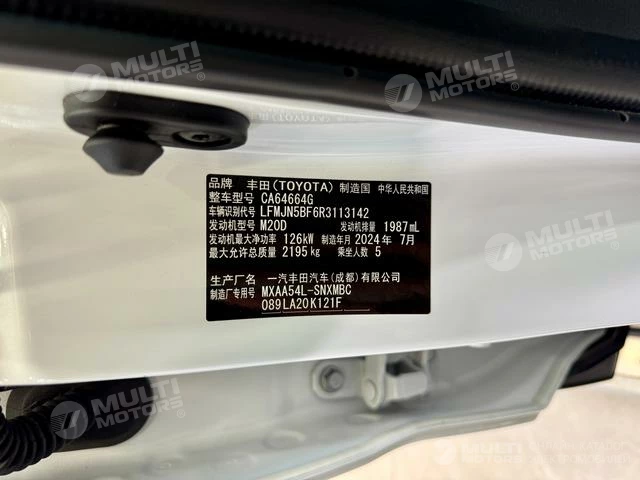 MULTI
MOTORS
MULTI
MOTORS
品牌 丰田(TOYOTA) 制造国 中华人民共和国
整车型号 CA64664G
车辆识别代号 LFMJN5BF6R3113142
发动机型号 M20D 发动机排量 1987mL
发动机最大净功率 126kW 制造年月 2024年 7月
最大允许总质量 2195kg 乘坐人数 5
生产厂名 一汽丰田汽车(成都)有限公司
制造厂专用号 MXAA54L-SNXMBC
089LA20K121F
MULTI
MOTORS
MULTI
MOTORS